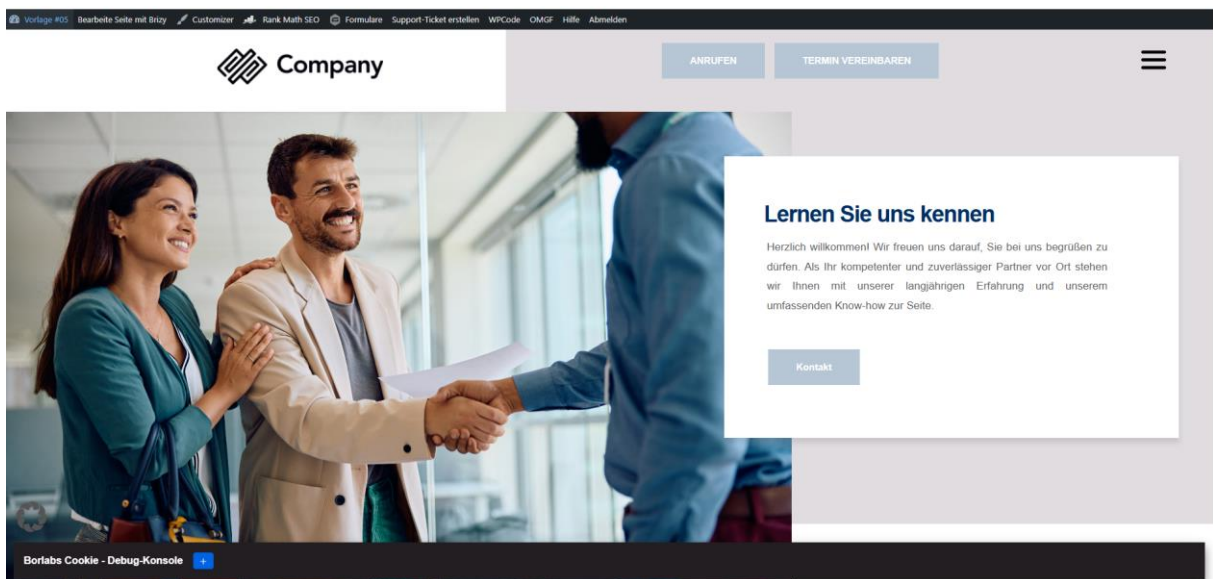 Vorlage #05 Bearbeite Seite mit Brizy Customizer Rank Math SEO Formulare Support-Ticket erstellen WPCode OMGF Hilfe Abmelden
Company
ANRUFEN
TERMIN VEREINBAREN
Lernen Sie uns kennen
Herzlich willkommen! Wir freuen uns darauf, Sie bei uns begrüßen zu
dürfen. Als Ihr kompetenter und zuverlässiger Partner vor Ort stehen
wir Ihnen mit unserer langjährigen Erfahrung und unserem
umfassenden Know-how zur Seite.
Kontakt
Borlabs Cookie - Debug-Konsole +